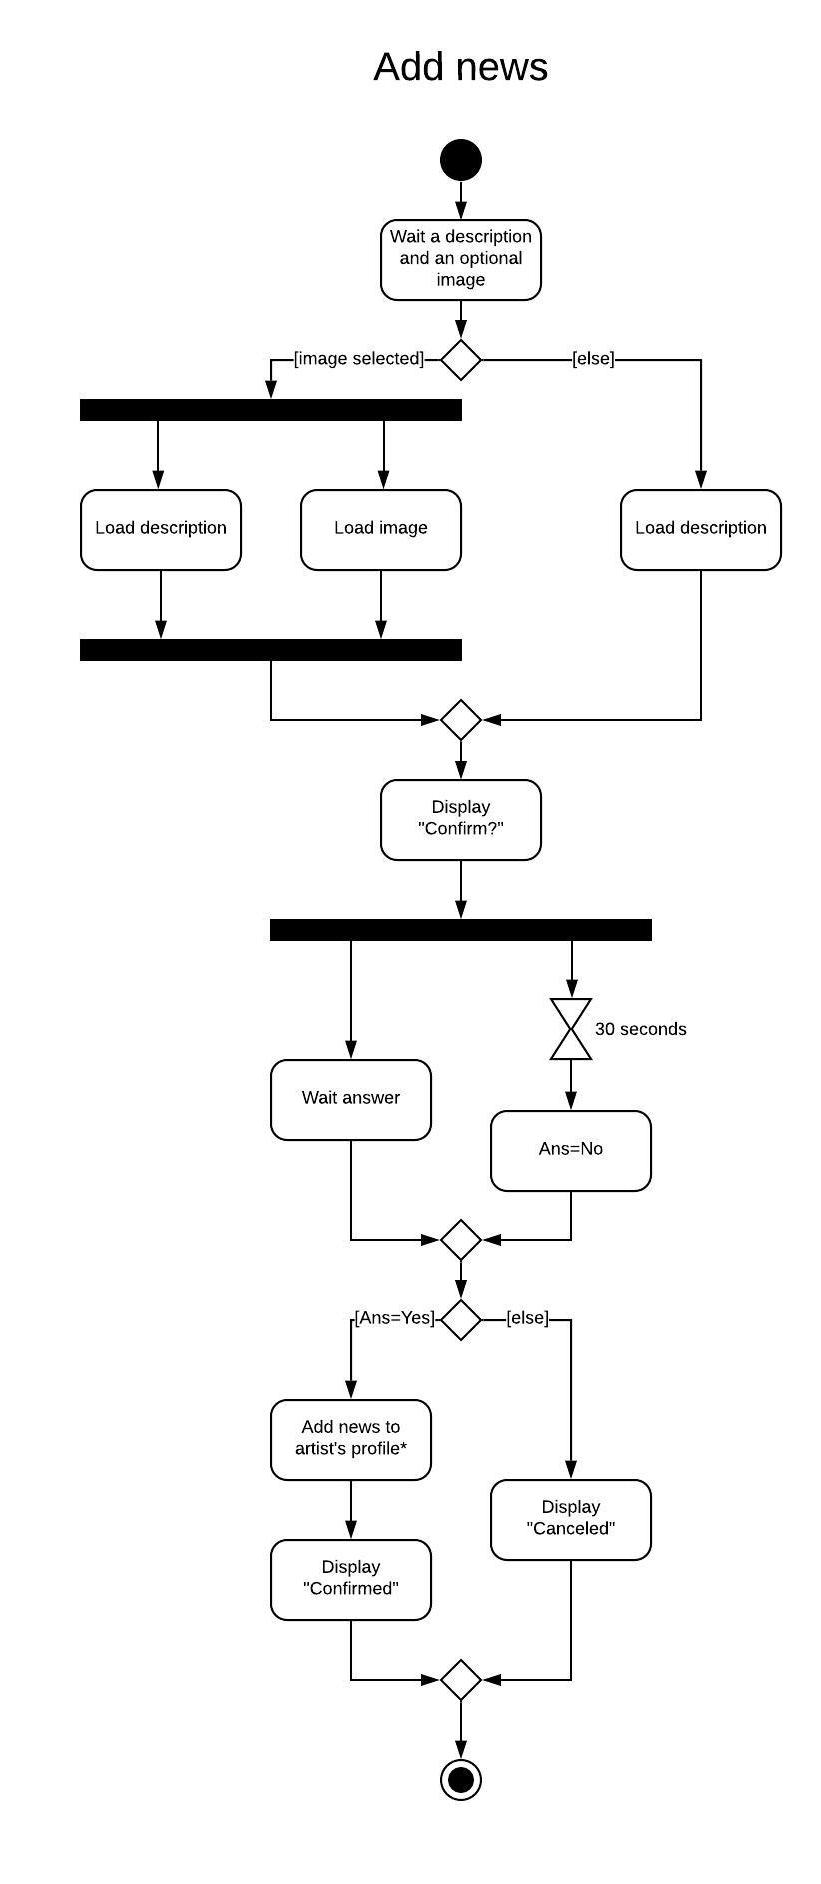 Add news
Wait a description
and an optional
image
[image selected]
[else]
Load description
Load image
Load description
Display
"Confirm?"
30 seconds
Wait answer
Ans=No
[Ans=Yes]
[else]
Add news to
artist's profile*
Display
"Canceled"
Display
"Confirmed"